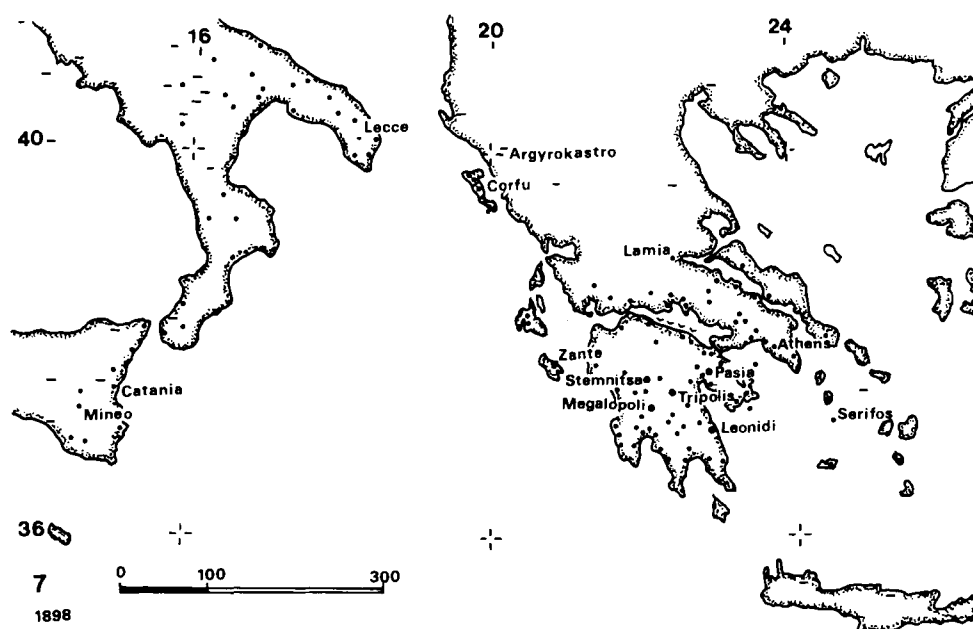 16
20
24
Lecce
40
Argyrokastro
Corfu
Lamia
Athens
Zante
Pasia
Stemnitsa
Catania
Tripolis
Megalopoli
Mineo
Serifos
Leonidi
36
0 100 300
7
1898